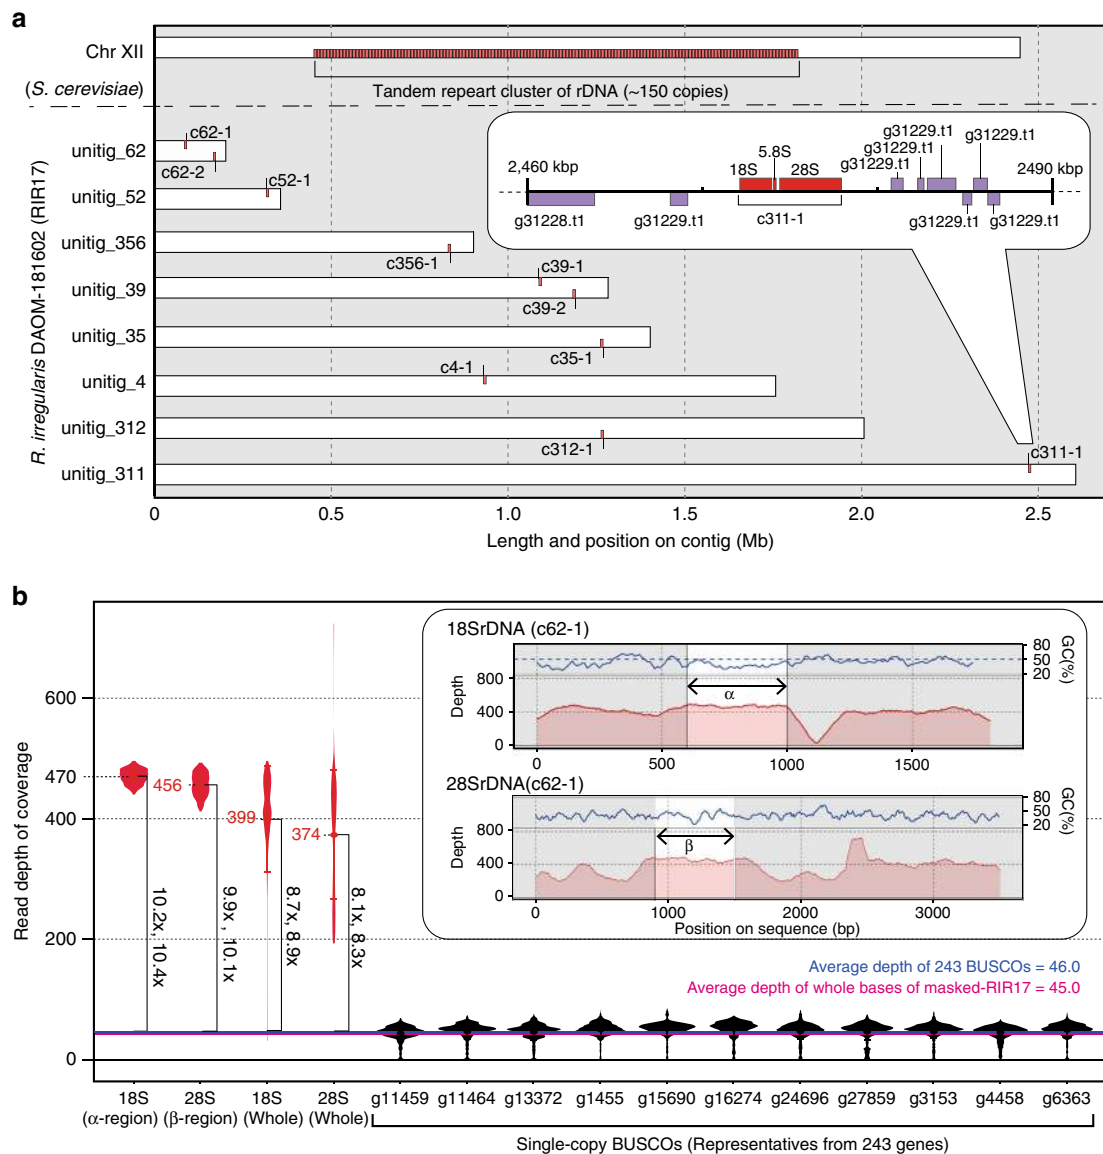 a
Chr XII
(S. cerevisiae)
Tandem repeart cluster of rDNA (~150 copies)
R. irregularis DAOM-181602 (RIR17)
unitig_62
c62-1
c62-2
unitig_52
c52-1
unitig_356
c356-1
unitig_39
c39-1
c39-2
unitig_35
c35-1
unitig_4
c4-1
unitig_312
c312-1
unitig_311
c311-1
2,460 kbp
18S
5.8S
28S
g31229.t1
g31229.t1
g31229.t1
g31229.t1
2490 kbp
g31228.t1
g31229.t1
c311-1
g31229.t1
g31229.t1
0
0.5
1.0
1.5
2.0
2.5
Length and position on contig (Mb)
b
Read depth of coverage
600
470
400
200
0
456
399
374
10.2x, 10.4x
9.9x, 10.1x
8.7x, 8.9x
8.1x, 8.3x
18SrDNA (c62-1)
Depth
800
400
0
α
80
50
20
GC(%)
0
500
1000
1500
28SrDNA(c62-1)
Depth
800
400
0
β
80
50
20
GC(%)
0
1000
2000
3000
Position on sequence (bp)
Average depth of 243 BUSCOs = 46.0
Average depth of whole bases of masked-RIR17 = 45.0
18S
(α-region)
28S
(β-region)
18S
(Whole)
28S
(Whole)
g11459
g11464
g13372
g1455
g15690
g16274
g24696
g27859
g3153
g4458
g6363
Single-copy BUSCOs (Representatives from 243 genes)